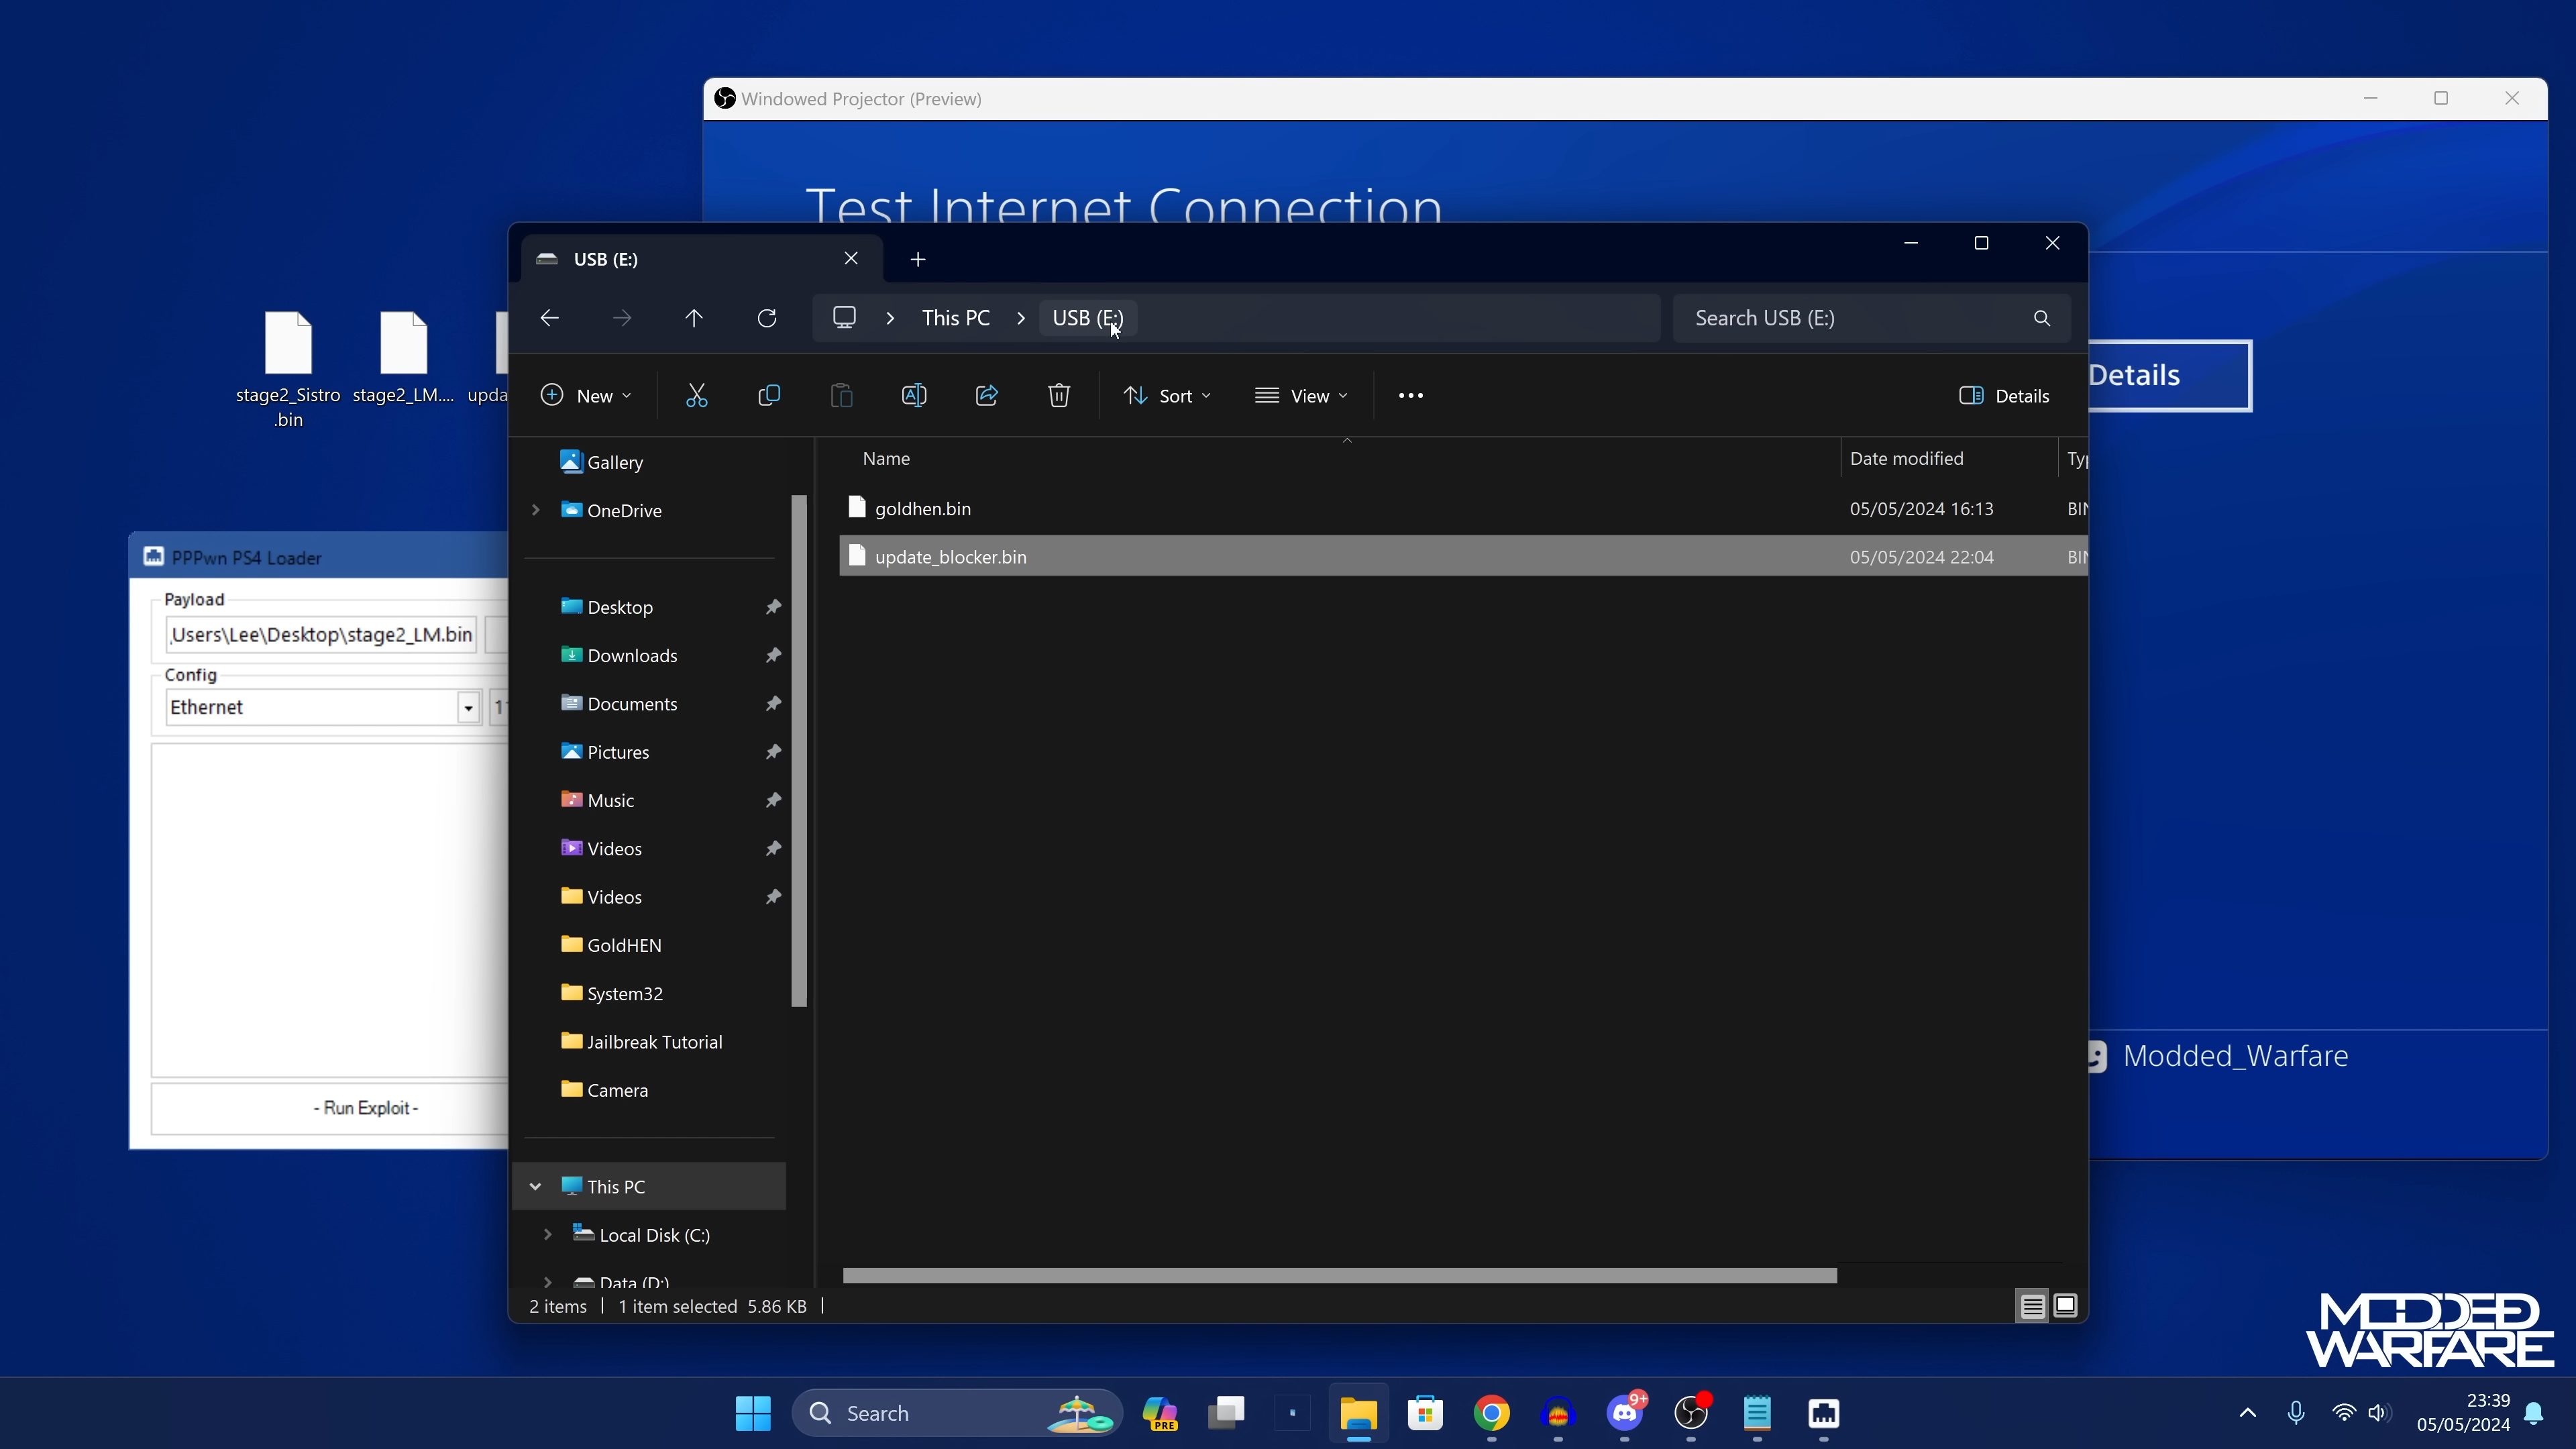 Windowed Projector (Preview)
Test Internet Connection
USB (E:)
This PC
USB (E:)
Search USB (E:)
stage2_Sistro
.bin
stage2_LM....
New
Sort
View
Details
Details
Gallery
OneDrive
Desktop
Downloads
Documents
Pictures
Music
Videos
Videos
GoldHEN
System32
Jailbreak Tutorial
Camera
This PC
Local Disk (C:)
Data (D:)
Name
Date modified
goldhen.bin
05/05/2024 16:13
update_blocker.bin
05/05/2024 22:04
2 items
1 item selected 5.86 KB
PPPwn PS4 Loader
Payload
Users\Lee\Desktop\stage2_LM.bin
Config
Ethernet
- Run Exploit -
Modded_Warfare
MODDED
WARFARE
Search
PRE
9+
23:39
05/05/2024